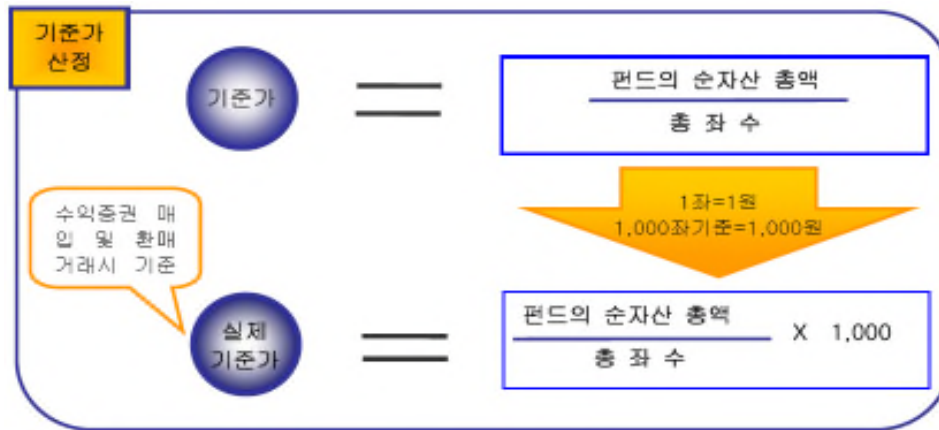 기준가
산정
기준가
펀드의 순자산 총액
총 좌 수
1좌=1원
1,000좌기준=1,000원
수익증권 매
입 및 환매
거래시 기준
실제
기준가
펀드의 순자산 총액
총 좌 수
X 1,000